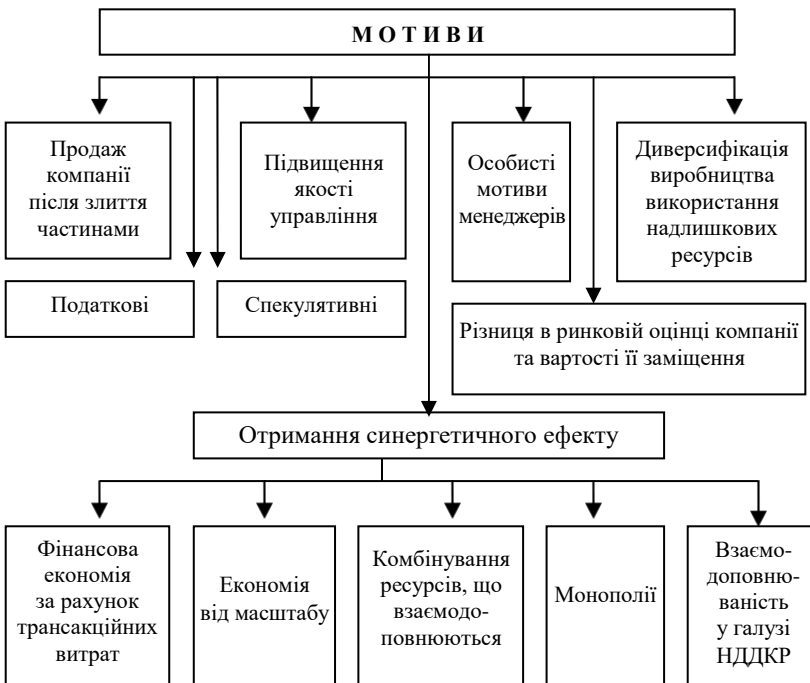 М О Т И В И
Продаж
компанії
після злиття
частинами
Підвищення
якості
управління
Особисті
мотиви
менеджерів
Диверсифікація
виробництва
використання
надлишкових
ресурсів
Податкові
Спекулятивні
Різниця в ринковій оцінці компанії
та вартості її заміщення
Отримання синергетичного ефекту
Фінансова
економія
за рахунок
трансакційних
витрат
Економія
від масштабу
Комбінування
ресурсів, що
взаємодо-
повнюються
Монополії
Взаємо-
доповню-
ваність
у галузі
НДДКР